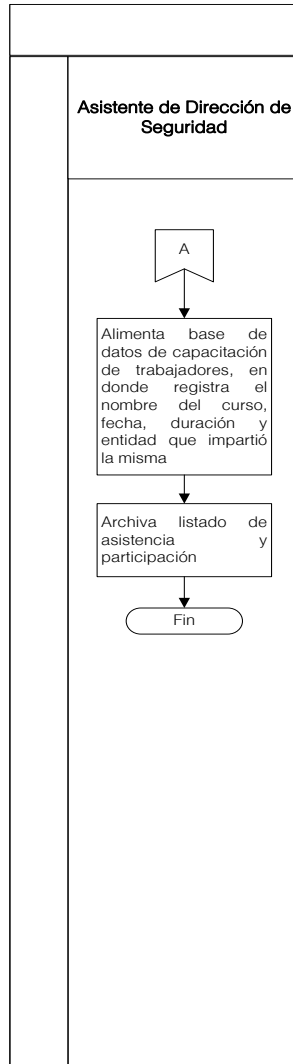 Asistente de Dirección de
Seguridad
A
Alimenta base de
datos de capacitación
de trabajadores, en
donde registra el
nombre del curso,
fecha, duración y
entidad que impartió
la misma
Archiva listado de
asistencia y
participación
Fin